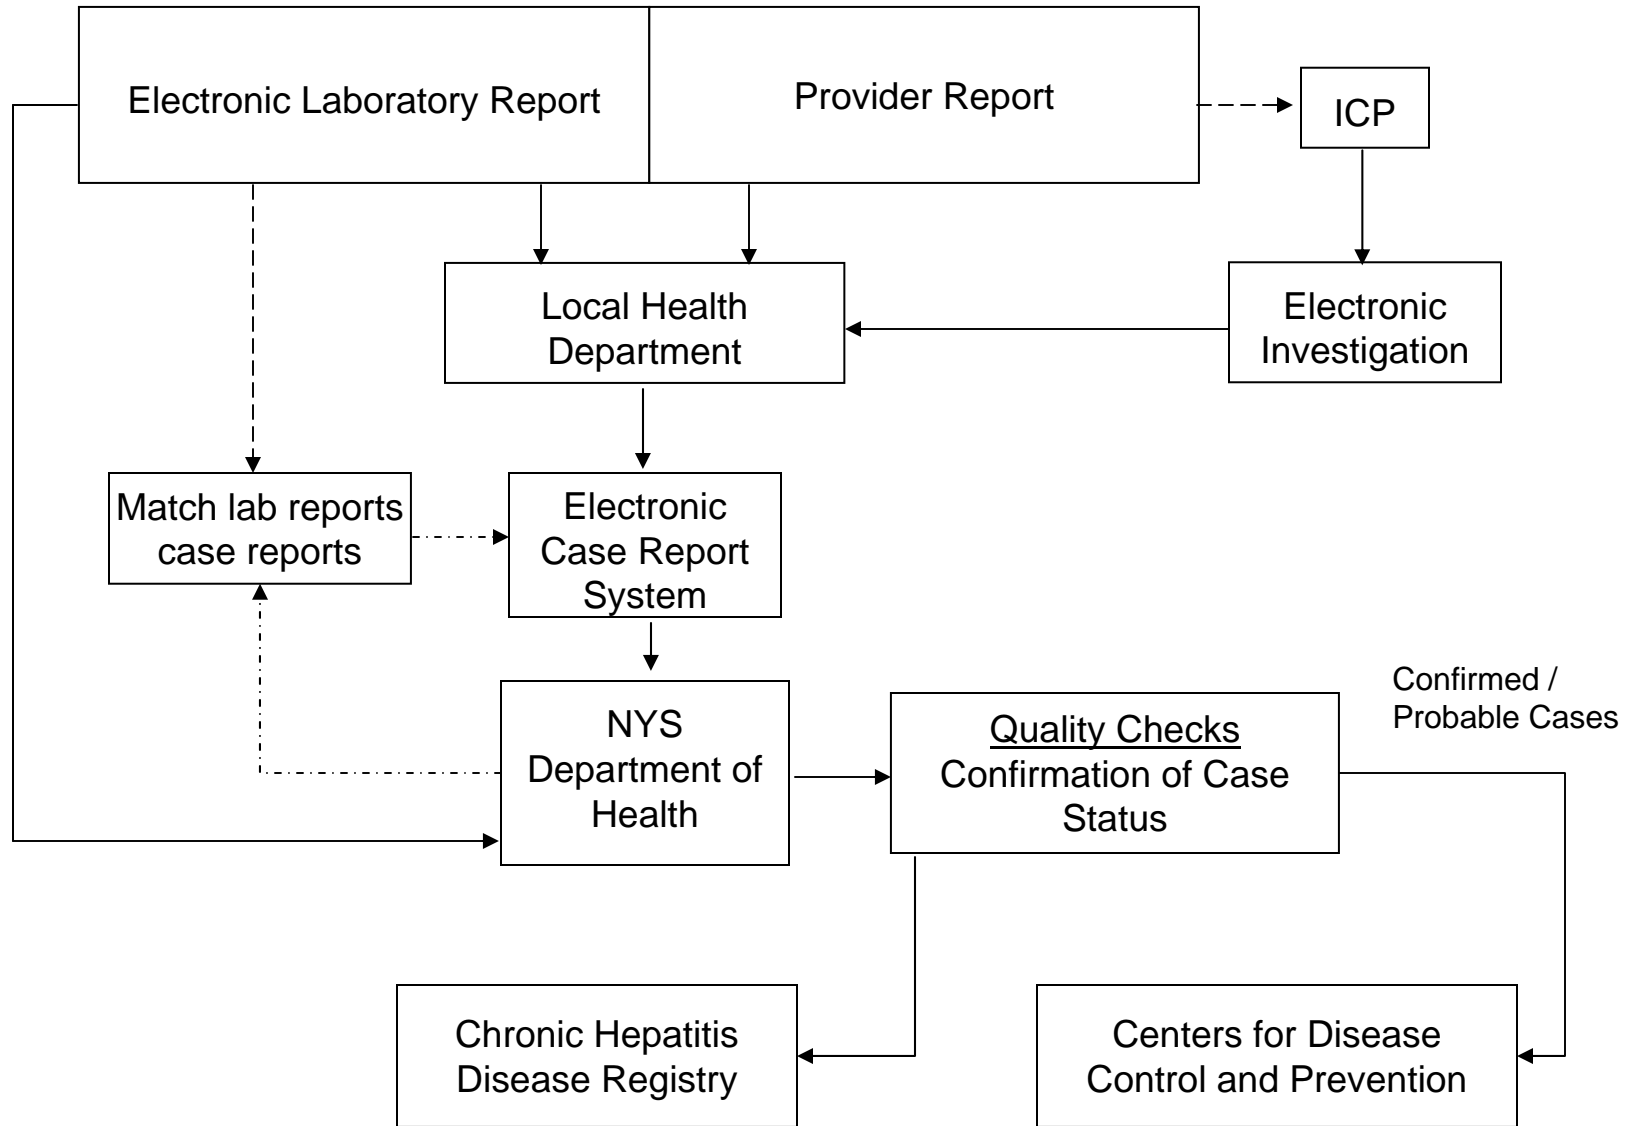 Electronic Laboratory Report
Provider Report
ICP
Local Health
Department
Electronic
Investigation
Match lab reports
case reports
Electronic
Case Report
System
NYS
Department of
Health
Quality Checks
Confirmation of Case
Status
Confirmed /
Probable Cases
Chronic Hepatitis
Disease Registry
Centers for Disease
Control and Prevention